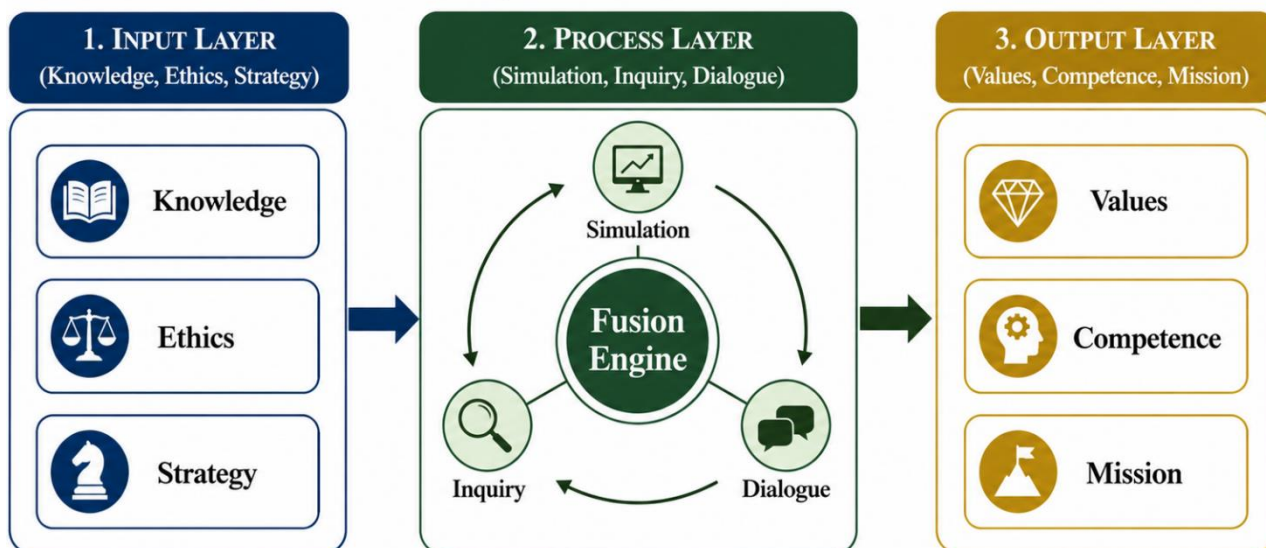 1. INPUT LAYER
(Knowledge, Ethics, Strategy)
Knowledge
Ethics
Strategy
2. PROCESS LAYER
(Simulation, Inquiry, Dialogue)
Simulation
Fusion
Engine
Inquiry
Dialogue
3. OUTPUT LAYER
(Values, Competence, Mission)
Values
Competence
Mission